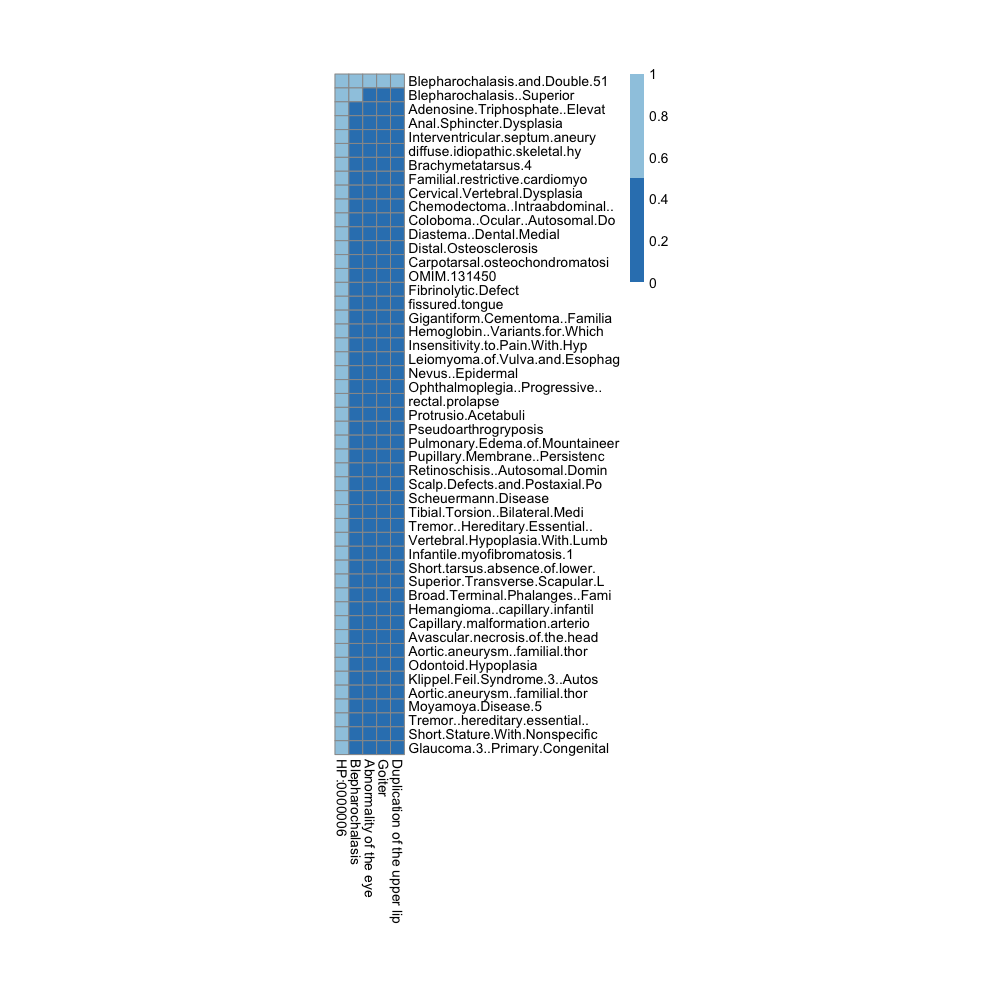 Blepharochalasis.and.Double.51
Blepharochalasis..Superior
Adenosine.Triphosphate..Elevat
Anal.Sphincter.Dysplasia
Interventricular.septum.aneury
diffuse.idiopathic.skeletal.hy
Brachymetatarsus.4
Familial.restrictive.cardiomyo
Cervical.Vertebral.Dysplasia
Chemodectoma..Intraabdominal..
Coloboma..Ocular..Autosomal.Do
Diastema..Dental.Medial
Distal.Osteosclerosis
Carpotarsal.osteochondromatosi
OMIM.131450
Fibrinolytic.Defect
fissured.tongue
Gigantiform.Cementoma..Familia
Hemoglobin..Variants.for.Which
Insensitivity.to.Pain.With.Hyp
Leiomyoma.of.Vulva.and.Esophag
Nevus..Epidermal
Ophthalmoplegia..Progressive..
rectal.prolapse
Protrusio.Acetabuli
Pseudoarthrogryposis
Pulmonary.Edema.of.Mountaineer
Pupillary.Membrane..Persistenc
Retinoschisis..Autosomal.Domin
Scalp.Defects.and.Postaxial.Po
Scheuermann.Disease
Tibial.Torsion..Bilateral.Medi
Tremor..Hereditary.Essential..
Vertebral.Hypoplasia.With.Lumb
Infantile.myofibromatosis.1
Short.tarsus.absence.of.lower.
Superior.Transverse.Scapular.L
Broad.Terminal.Phalanges..Fami
Hemangioma..capillary.infantil
Capillary.malformation.arterio
Avascular.necrosis.of.the.head
Aortic.aneurysm..familial.thor
Odontoid.Hypoplasia
Klippel.Feil.Syndrome.3..Autos
Aortic.aneurysm..familial.thor
Moyamoya.Disease.5
Tremor..hereditary.essential..
Short.Stature.With.Nonspecific
Glaucoma.3..Primary.Congenital
HP:0000006
Blepharochalasis
Abnormality of the eye
Goiter
Duplication of the upper lip
1
0.8
0.6
0.4
0.2
0